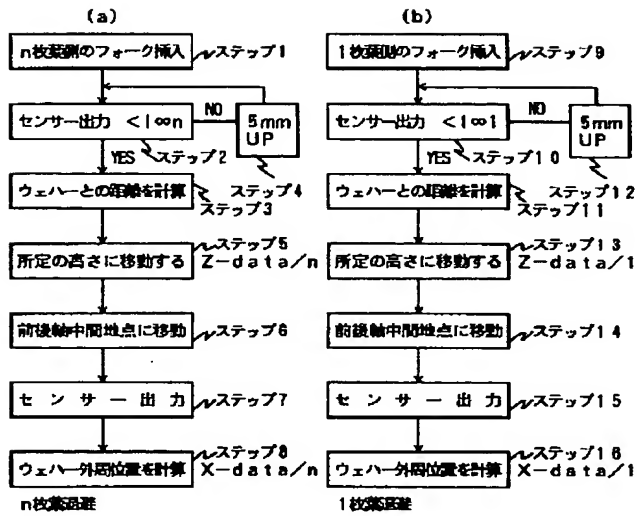 (a)
n枚葉側のフォーク挿入
ステップ1
センサー出力 <I∞n
NO
5mm
UP
YES
ステップ2
ステップ4
ウェハーとの距離を計算
ステップ3
所定の高さに移動する
ステップ5
Z-data/n
前後軸中間地点に移動
ステップ6
センサー出力
ステップ7
ウェハー外周位置を計算
ステップ8
X-data/n
n枚葉退避
(b)
1枚葉側のフォーク挿入
ステップ9
センサー出力 <I∞1
NO
5mm
UP
YES
ステップ10
ステップ12
ウェハーとの距離を計算
ステップ11
所定の高さに移動する
ステップ13
Z-data/1
前後軸中間地点に移動
ステップ14
センサー出力
ステップ15
ウェハー外周位置を計算
ステップ16
X-data/1
1枚葉退避